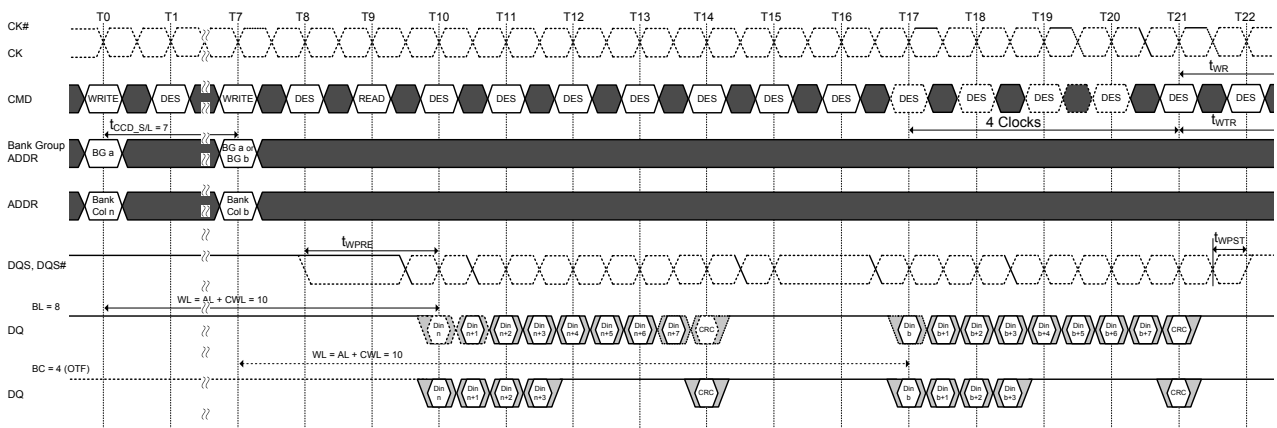 T0 T1 T7 T8 T9 T10 T11 T12 T13 T14 T15 T16 T17 T18 T19 T20 T21 T22
CK#
CK
tWR
CMD WRITE DES WRITE DES READ DES DES DES DES DES DES DES DES DES DES DES DES DES
tCCD_S/L = 7
4 Clocks
tWTR
Bank Group
ADDR
BG a
BG a or
BG b
ADDR
Bank
Col n
Bank
Col b
tWPRE
tWPST
DQS, DQS#
BL = 8
WL = AL + CWL = 10
DQ
Din n
Din n+1
Din n+2
Din n+3
Din n+4
Din n+5
Din n+6
Din n+7
CRC
Din b
Din b+1
Din b+2
Din b+3
Din b+4
Din b+5
Din b+6
Din b+7
CRC
WL = AL + CWL = 10
BC = 4 (OTF)
DQ
Din n
Din n+1
Din n+2
Din n+3
CRC
Din b
Din b+1
Din b+2
Din b+3
CRC